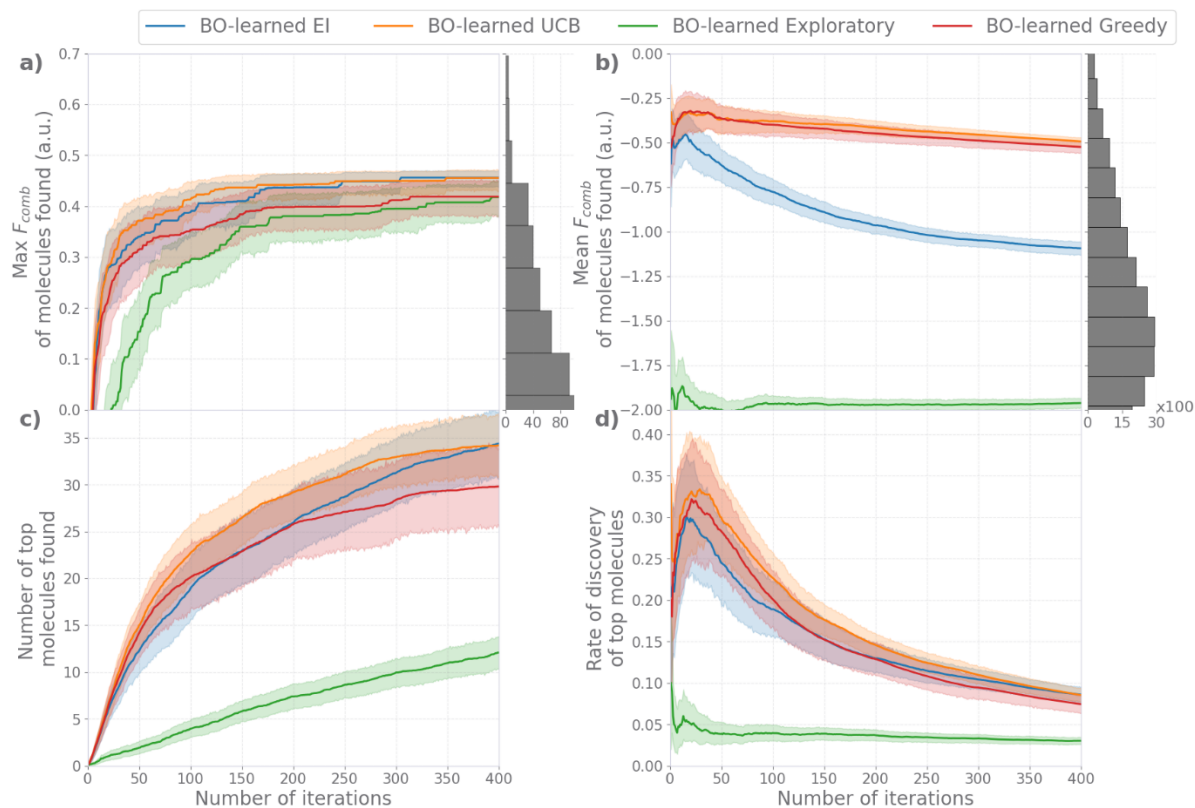 BO-learned EI BO-learned UCB BO-learned Exploratory BO-learned Greedy
a)
Max F_comb
of molecules found (a.u.)
0.7
0.6
0.5
0.4
0.3
0.2
0.1
0.0
0 40 80
b)
Mean F_comb
of molecules found (a.u.)
0.00
−0.25
−0.50
−0.75
−1.00
−1.25
−1.50
−1.75
−2.00
0 15 30
x100
c)
Number of top
molecules found
35
30
25
20
15
10
5
0
0 50 100 150 200 250 300 350 400
Number of iterations
d)
Rate of discovery
of top molecules
0.40
0.35
0.30
0.25
0.20
0.15
0.10
0.05
0.00
0 50 100 150 200 250 300 350 400
Number of iterations